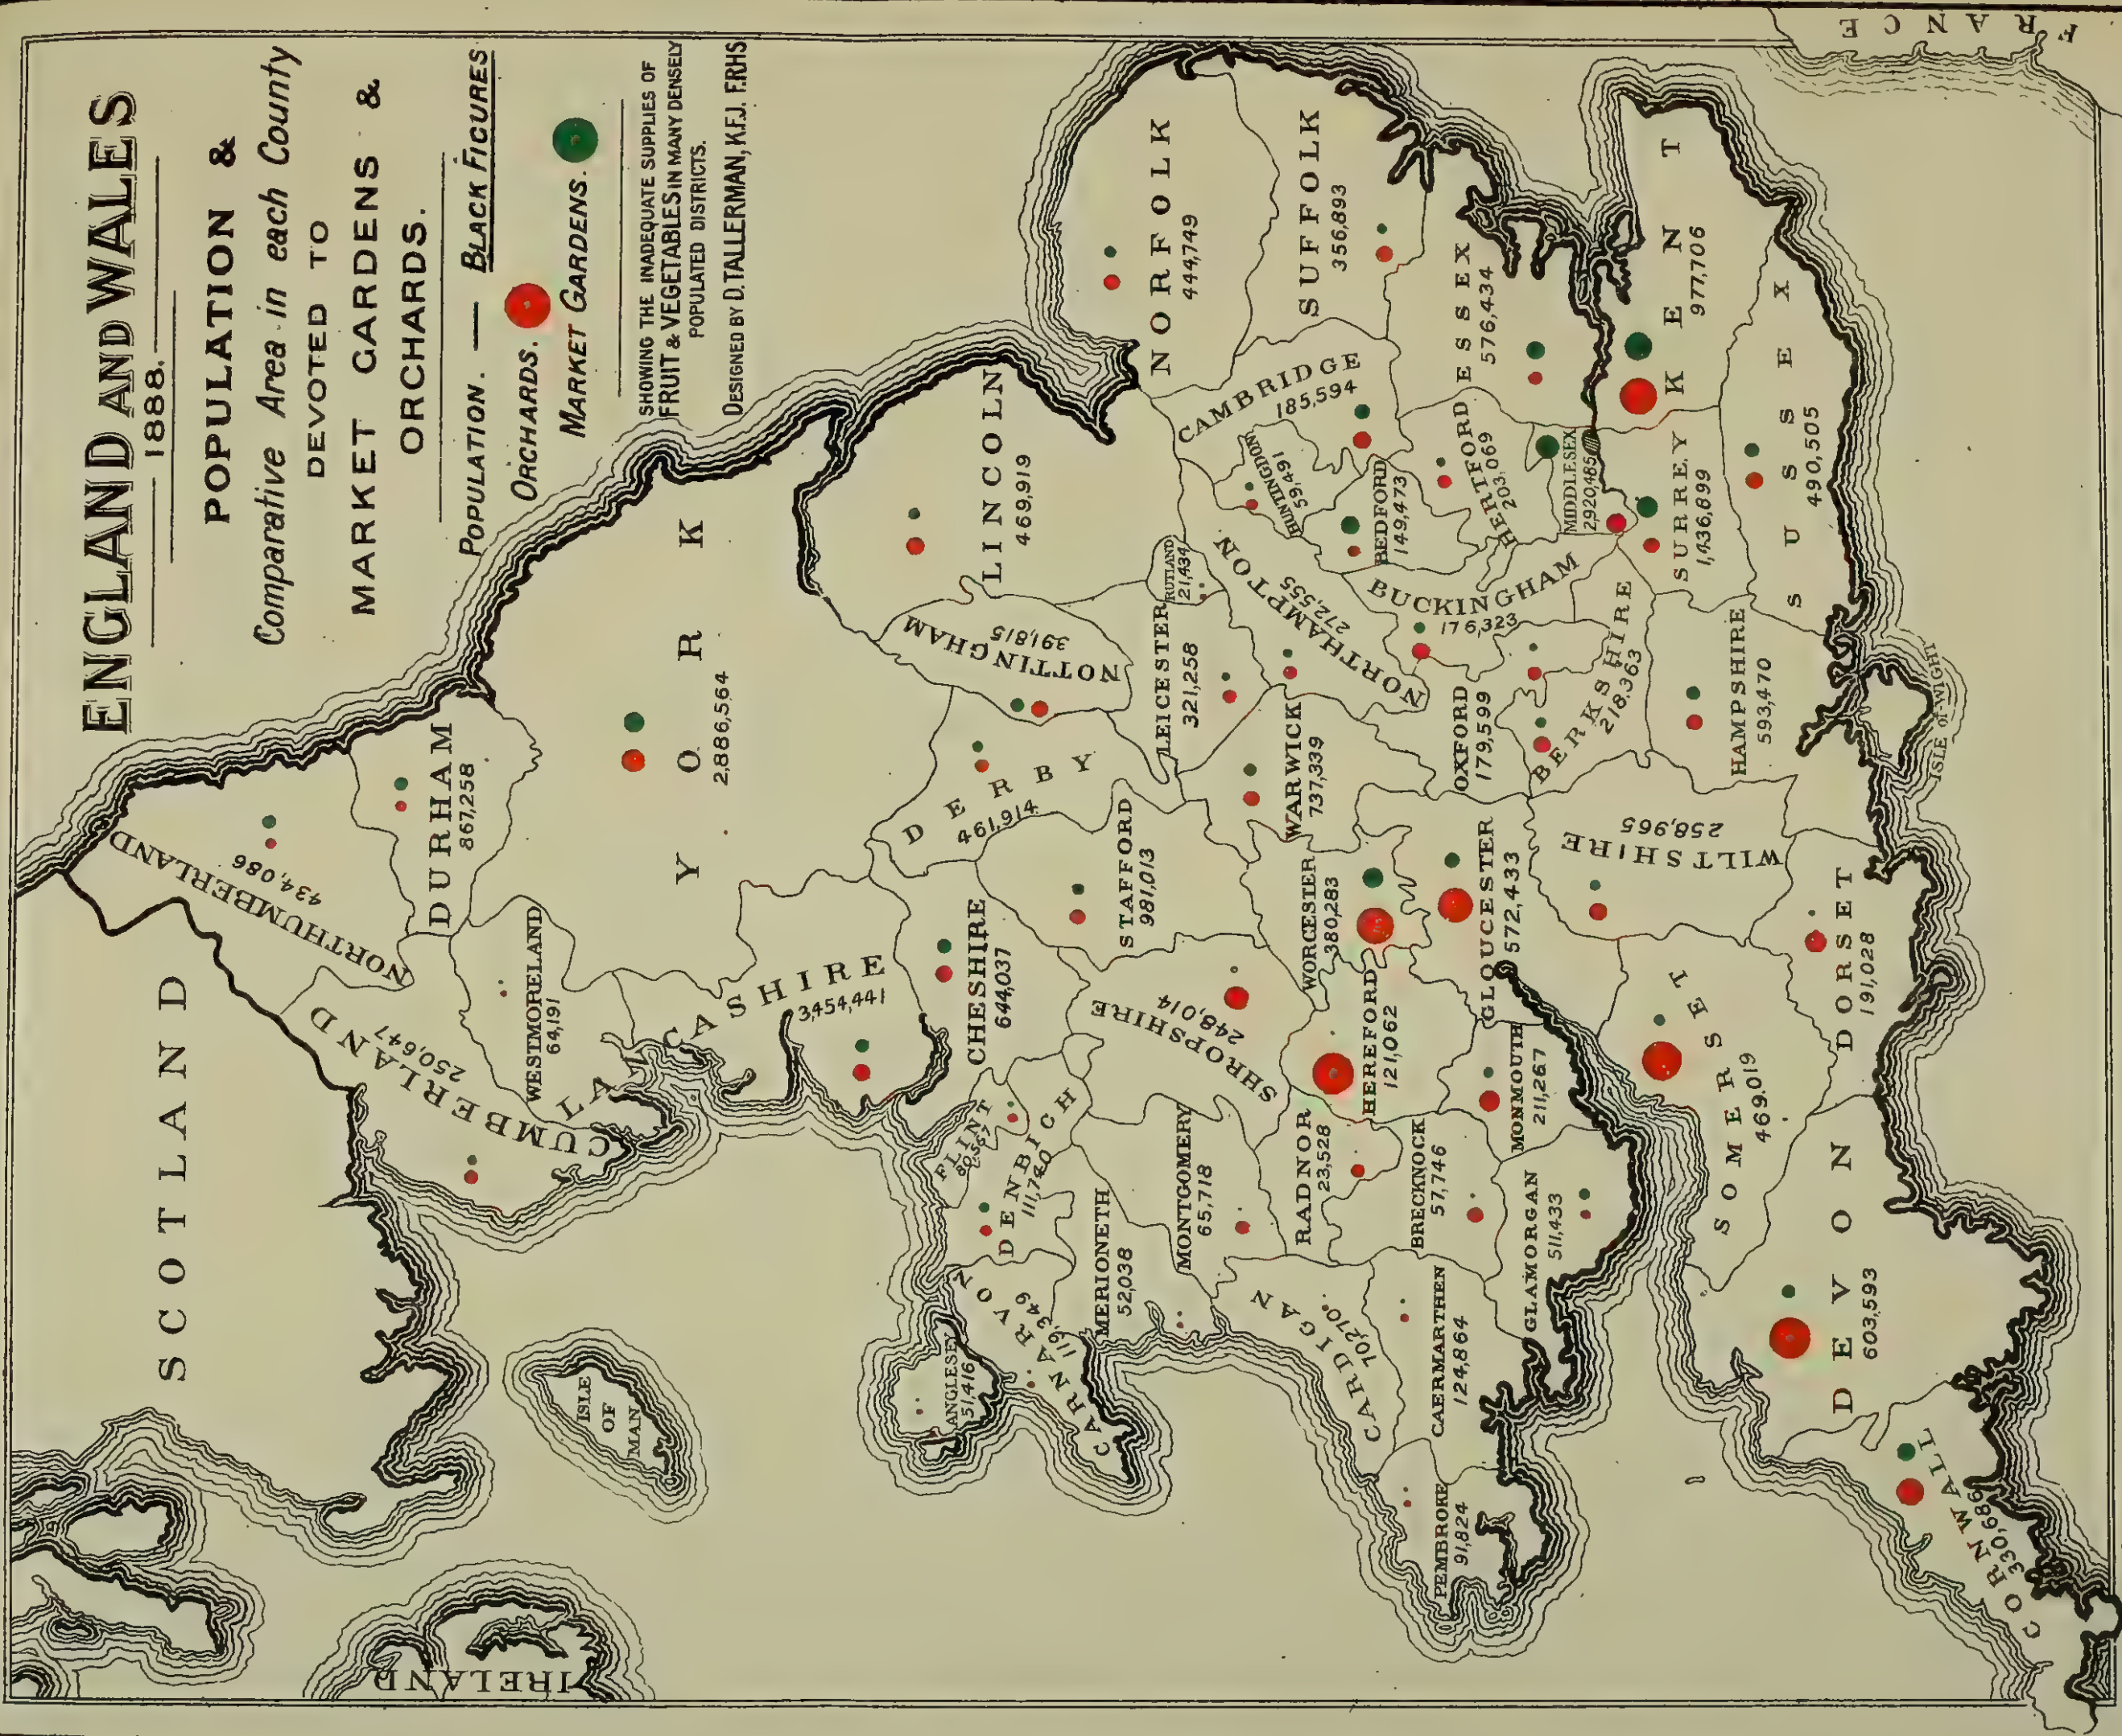 ENGLAND AND WALES
1888.
POPULATION &
Comparative Area in each County
DEVOTED TO
MARKET GARDENS &
ORCHARDS.
POPULATION. — BLACK FIGURES
ORCHARDS.
MARKET GARDENS.
SHOWING THE INADEQUATE SUPPLIES OF
FRUIT & VEGETABLES IN MANY DENSELY
POPULATED DISTRICTS.
DESIGNED BY D. TALLERMAN, K.F.J. F.RHS
SCOTLAND
IRELAND
ISLE
OF
MAN
FRANCE
NORTHUMBERLAND
434,086
DURHAM
867,258
CUMBERLAND
250,647
WESTMORELAND
64,191
YORK
2,886,564
LANCASHIRE
3,454,441
CHESHIRE
644,037
DERBY
461,914
NOTTINGHAM
391,815
LINCOLN
469,919
RUTLAND
21,434
LEICESTER
321,258
STAFFORD
981,013
SHROPSHIRE
248,014
WORCESTER
380,283
WARWICK
737,339
NORTHAMPTON
272,555
HUNTINGDON
59,491
CAMBRIDGE
185,594
NORFOLK
444,749
SUFFOLK
356,893
ESSEX
576,434
HERTFORD
203,069
BEDFORD
149,473
BUCKINGHAM
176,323
OXFORD
179,599
BERKSHIRE
218,363
MIDDLESEX
2,920,485
SURREY
1,436,899
KENT
977,706
SUSSEX
490,505
HAMPSHIRE
593,470
ISLE OF WIGHT
WILTSHIRE
258,965
GLOUCESTER
572,433
HEREFORD
121,062
MONMOUTH
211,267
SOMERSET
469,019
DORSET
191,028
DEVON
603,593
CORNWALL
330,686
FLINT
DENBICH
111,740
ANGLESEY
51,416
CARNARVON
119,349
MERIONETH
52,038
MONTGOMERY
65,718
RADNOR
23,528
BRECKNOCK
57,746
CARDIGAN
70,270
CAERMARTHEN
124,864
GLAMORGAN
511,433
PEMBROKE
91,824